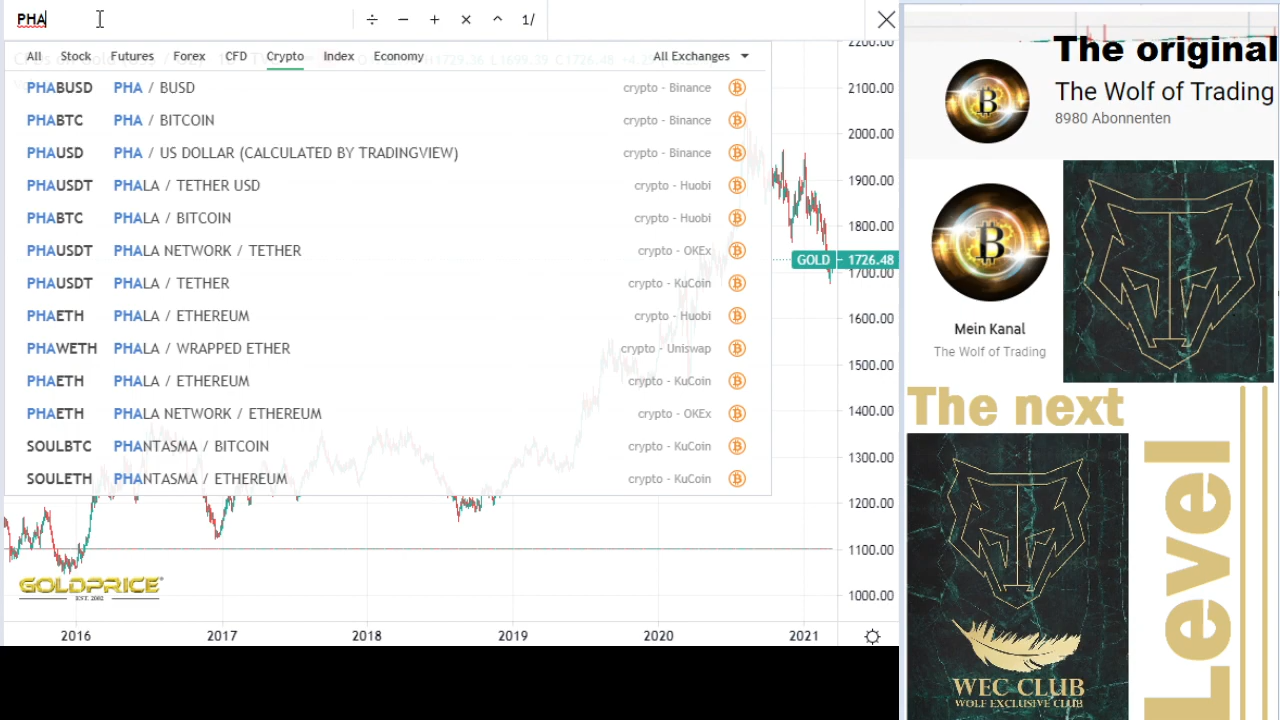 PHA
÷ − + × ^ 1/
All Stock Futures Forex CFD Crypto Index Economy All Exchanges
PHABUSD PHA / BUSD crypto - Binance
PHABTC PHA / BITCOIN crypto - Binance
PHAUSD PHA / US DOLLAR (CALCULATED BY TRADINGVIEW) crypto - Binance
PHAUSDT PHALA / TETHER USD crypto - Huobi
PHABTC PHALA / BITCOIN crypto - Huobi
PHAUSDT PHALA NETWORK / TETHER crypto - OKEx
PHAUSDT PHALA / TETHER crypto - KuCoin
PHAETH PHALA / ETHEREUM crypto - Huobi
PHAWETH PHALA / WRAPPED ETHER crypto - Uniswap
PHAETH PHALA / ETHEREUM crypto - KuCoin
PHAETH PHALA NETWORK / ETHEREUM crypto - OKEx
SOULBTC PHANTASMA / BITCOIN crypto - KuCoin
SOULETH PHANTASMA / ETHEREUM crypto - KuCoin
2200.00
2100.00
2000.00
1900.00
1800.00
GOLD 1726.48
1700.00
1600.00
1500.00
1400.00
1300.00
1200.00
1100.00
1000.00
GOLDPRICE
EST. 2002
2016 2017 2018 2019 2020 2021
The original
The Wolf of Trading
8980 Abonnenten
Mein Kanal
The Wolf of Trading
The next
Level
WEC CLUB
WOLF EXCLUSIVE CLUB